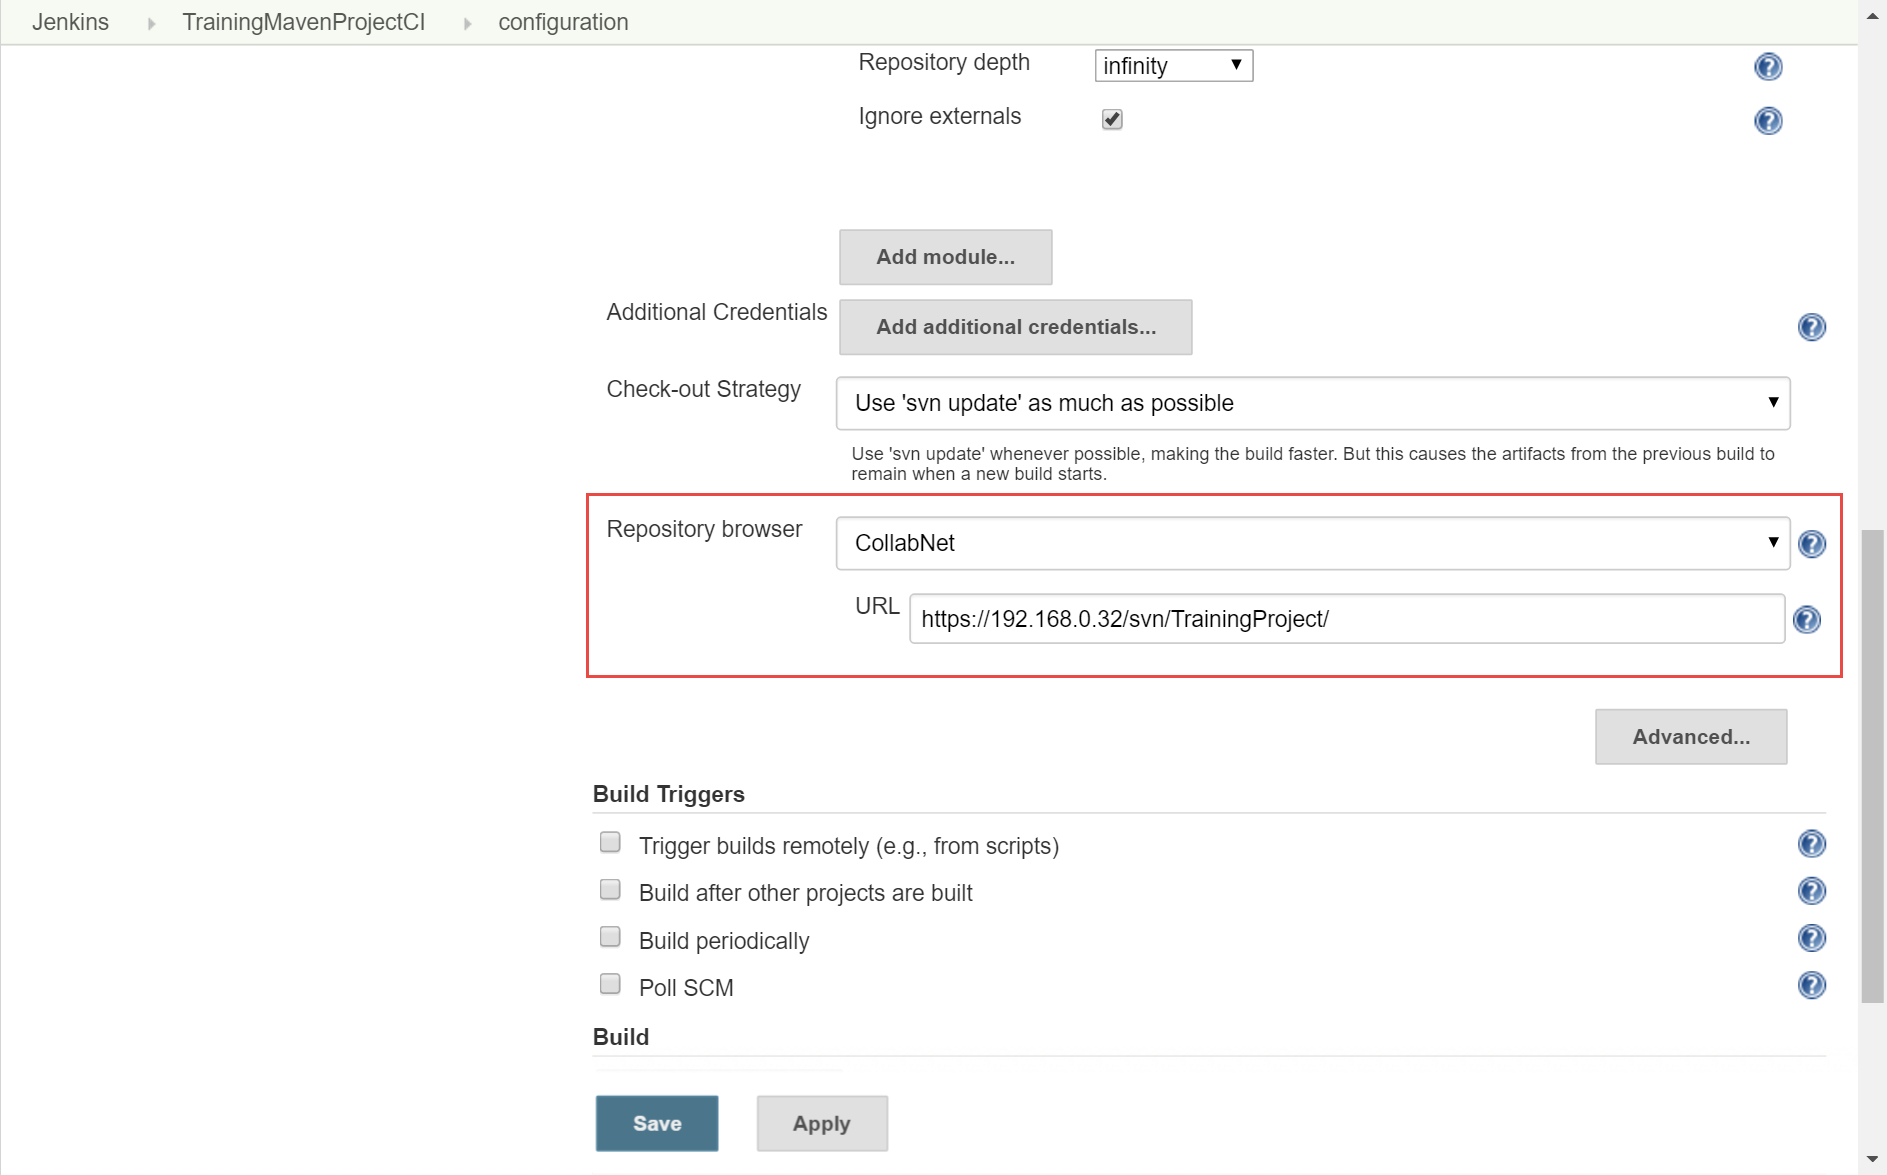 Jenkins TrainingMavenProjectCI configuration
Repository depth infinity
Ignore externals
Add module...
Additional Credentials Add additional credentials...
Check-out Strategy Use 'svn update' as much as possible
Use 'svn update' whenever possible, making the build faster. But this causes the artifacts from the previous build to
remain when a new build starts.
Repository browser CollabNet
URL https://192.168.0.32/svn/TrainingProject/
Advanced...
Build Triggers
Trigger builds remotely (e.g., from scripts)
Build after other projects are built
Build periodically
Poll SCM
Build
Save Apply